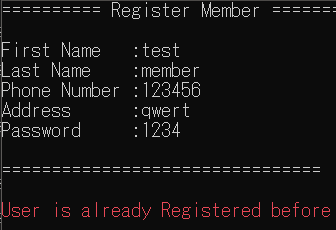 ========== Register Member =======
First Name :test
Last Name :member
Phone Number :123456
Address :qwert
Password :1234
==============================
User is already Registered before